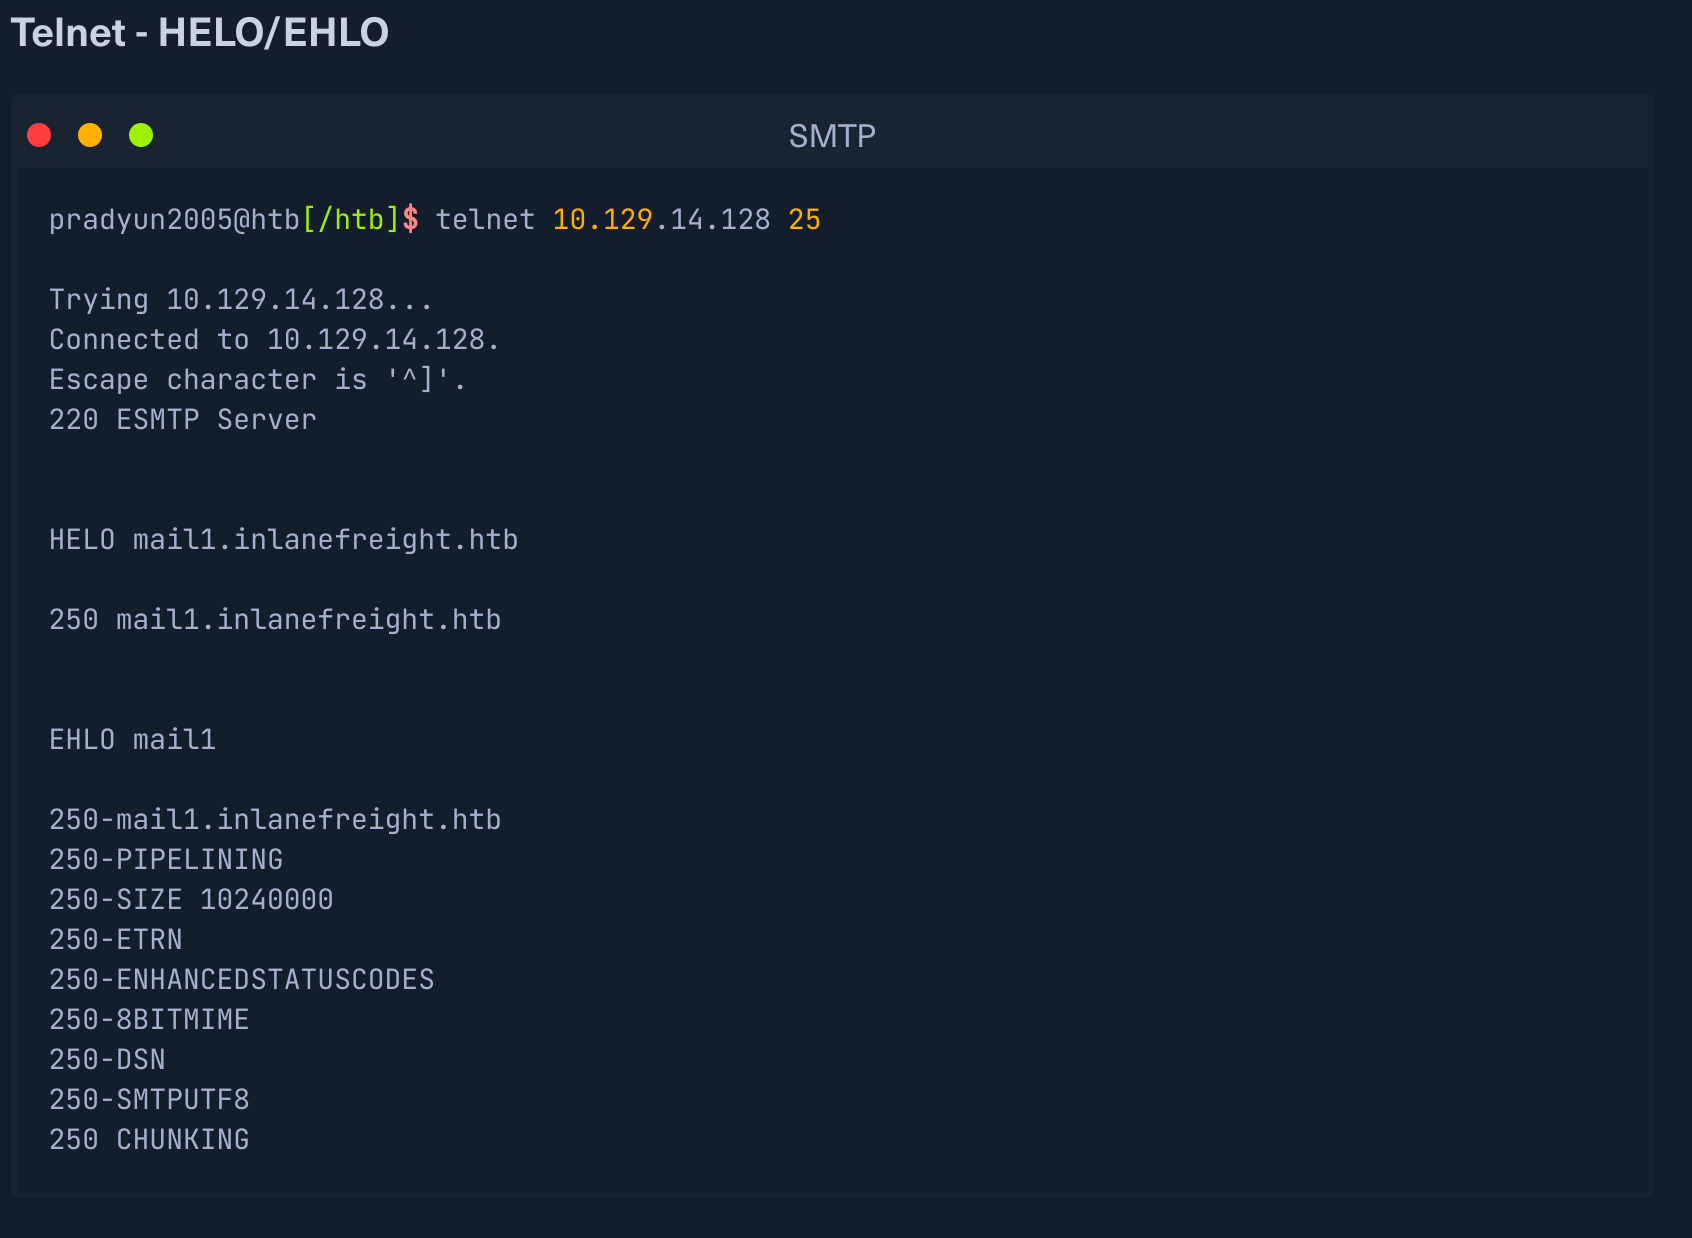 Telnet - HELO/EHLO
SMTP
pradyun2005@htb[/htb]$ telnet 10.129.14.128 25
Trying 10.129.14.128...
Connected to 10.129.14.128.
Escape character is '^]'.
220 ESMTP Server
HELO mail1.inlanefreight.htb
250 mail1.inlanefreight.htb
EHLO mail1
250-mail1.inlanefreight.htb
250-PIPELINING
250-SIZE 10240000
250-ETRN
250-ENHANCEDSTATUSCODES
250-8BITMIME
250-DSN
250-SMTPUTF8
250 CHUNKING